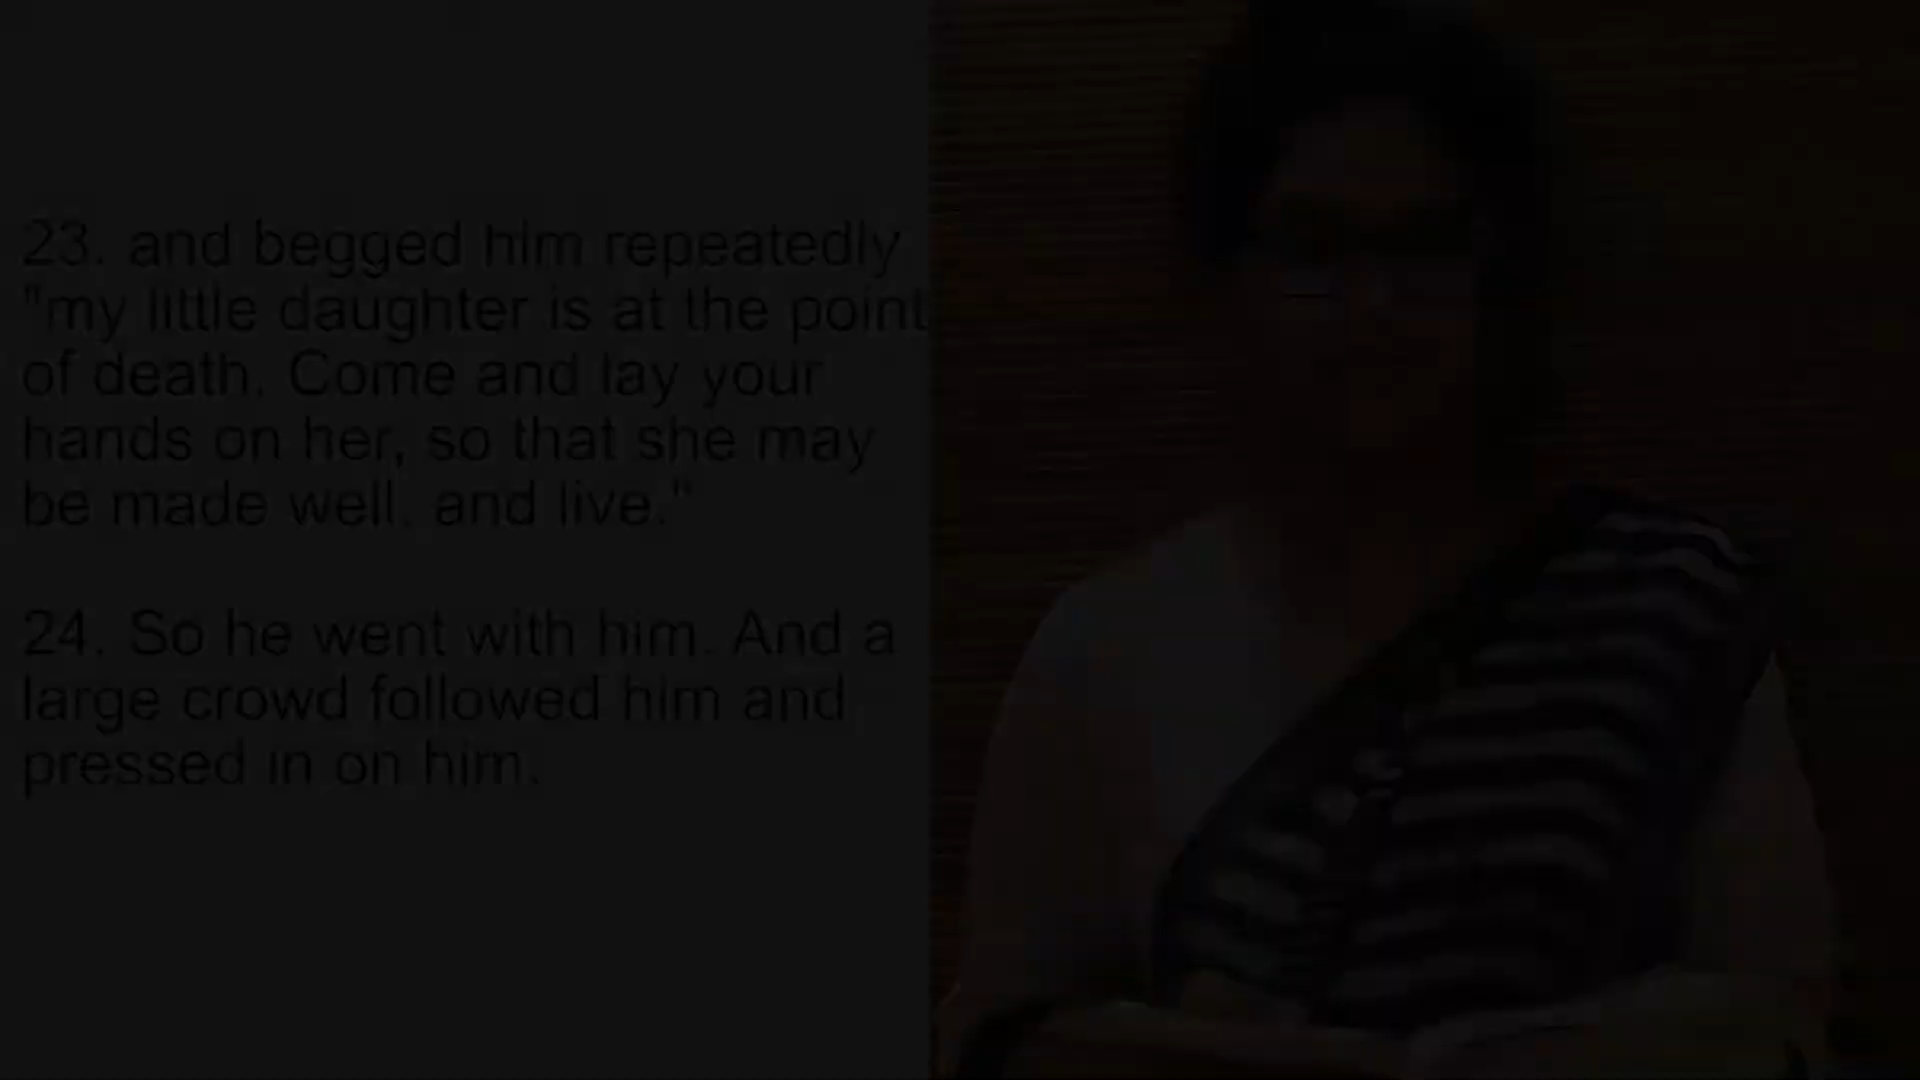 23. and begged him repeatedly
"my little daughter is at the point
of death. Come and lay your
hands on her, so that she may
be made well, and live."
24. So he went with him. And a
large crowd followed him and
pressed in on him.